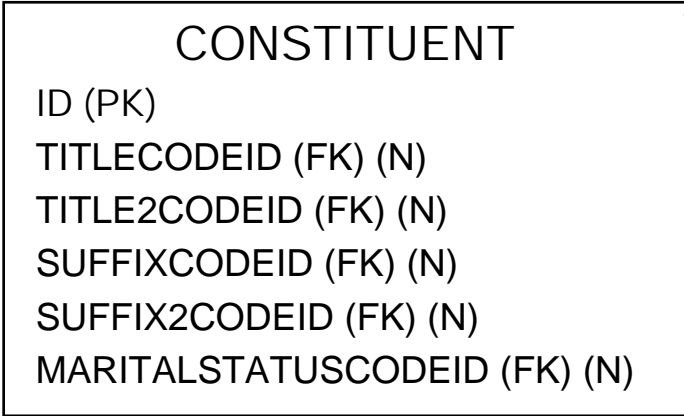 CONSTITUENT
ID (PK)
TITLECODEID (FK) (N)
TITLE2CODEID (FK) (N)
SUFFIXCODEID (FK) (N)
SUFFIX2CODEID (FK) (N)
MARITALSTATUSCODEID (FK) (N)